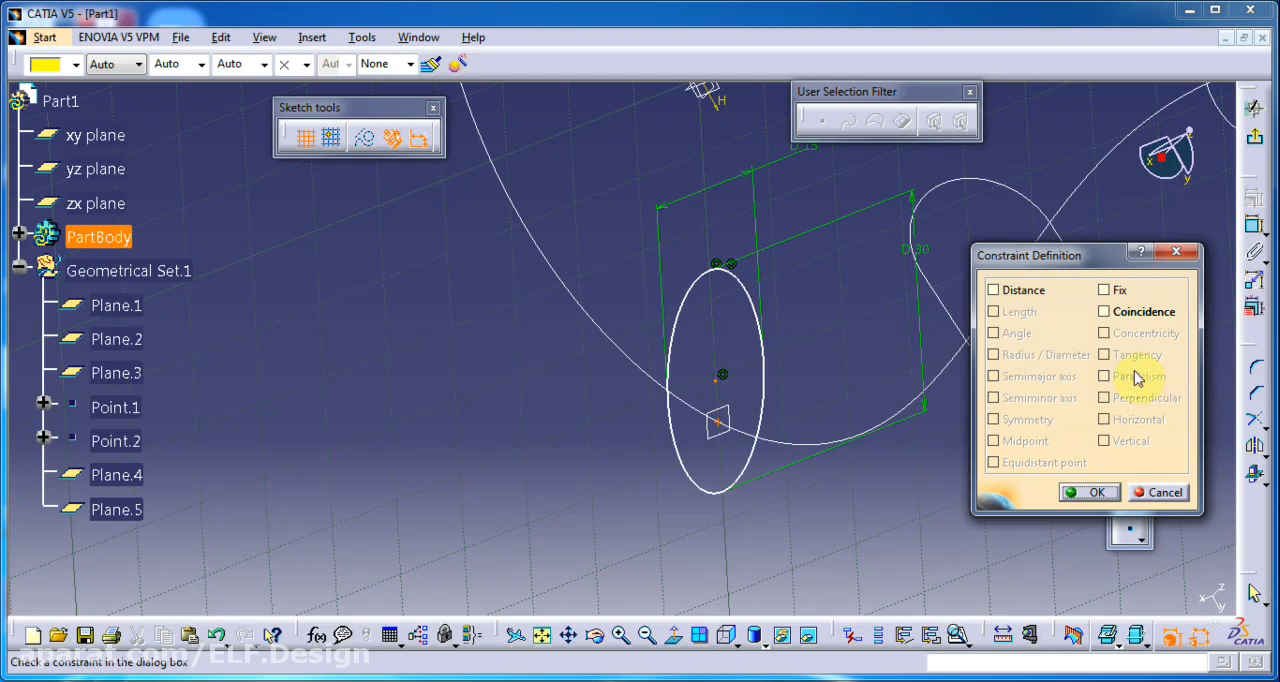 CATIA V5 - [Part1]
Start ENOVIA V5 VPM File Edit View Insert Tools Window Help
Auto Auto Auto Aut None
Part1
xy plane
yz plane
zx plane
PartBody
Geometrical Set.1
Plane.1
Plane.2
Plane.3
Point.1
Point.2
Plane.4
Plane.5
Sketch tools
User Selection Filter
H
D 15
D 30
z
x
y
Constraint Definition
Distance Fix
Length Coincidence
Angle Concentricity
Radius / Diameter Tangency
Semimajor axis Parallelism
Semiminor axis Perpendicular
Symmetry Horizontal
Midpoint Vertical
Equidistant point
OK Cancel
z
x
y
f(x)
CATIA
aparat.com/ELF.Design
Check a constraint in the dialog box